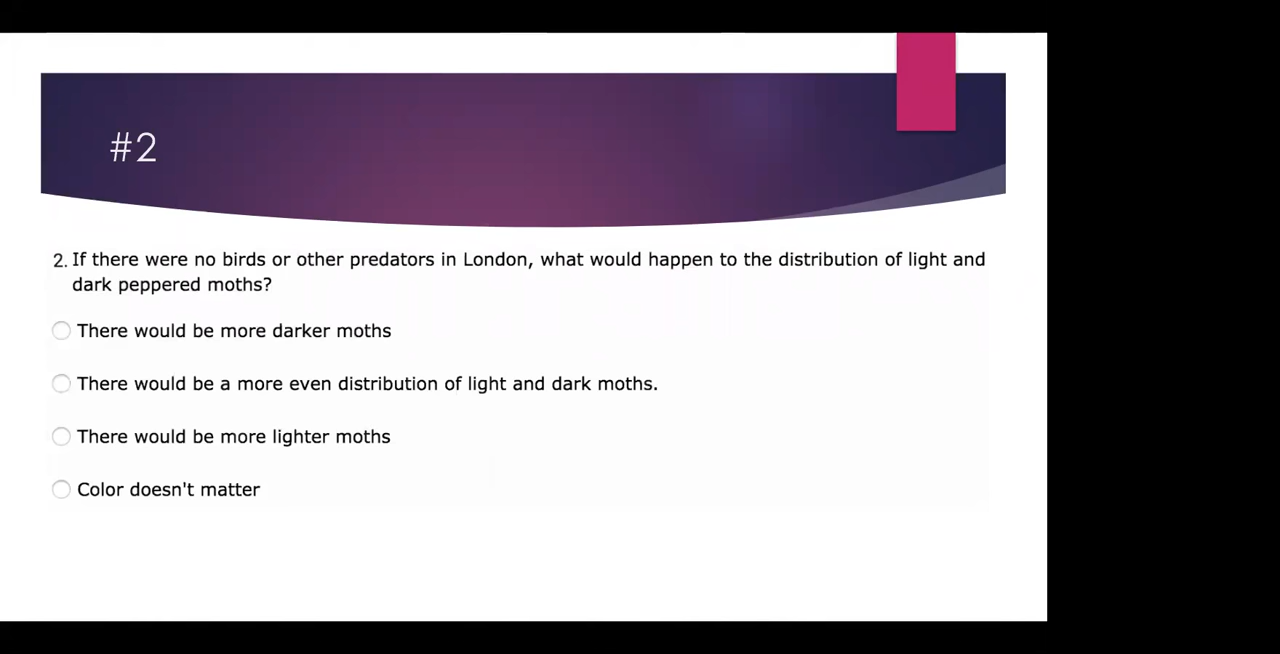 #2
2. If there were no birds or other predators in London, what would happen to the distribution of light and
dark peppered moths?
There would be more darker moths
There would be a more even distribution of light and dark moths.
There would be more lighter moths
Color doesn't matter